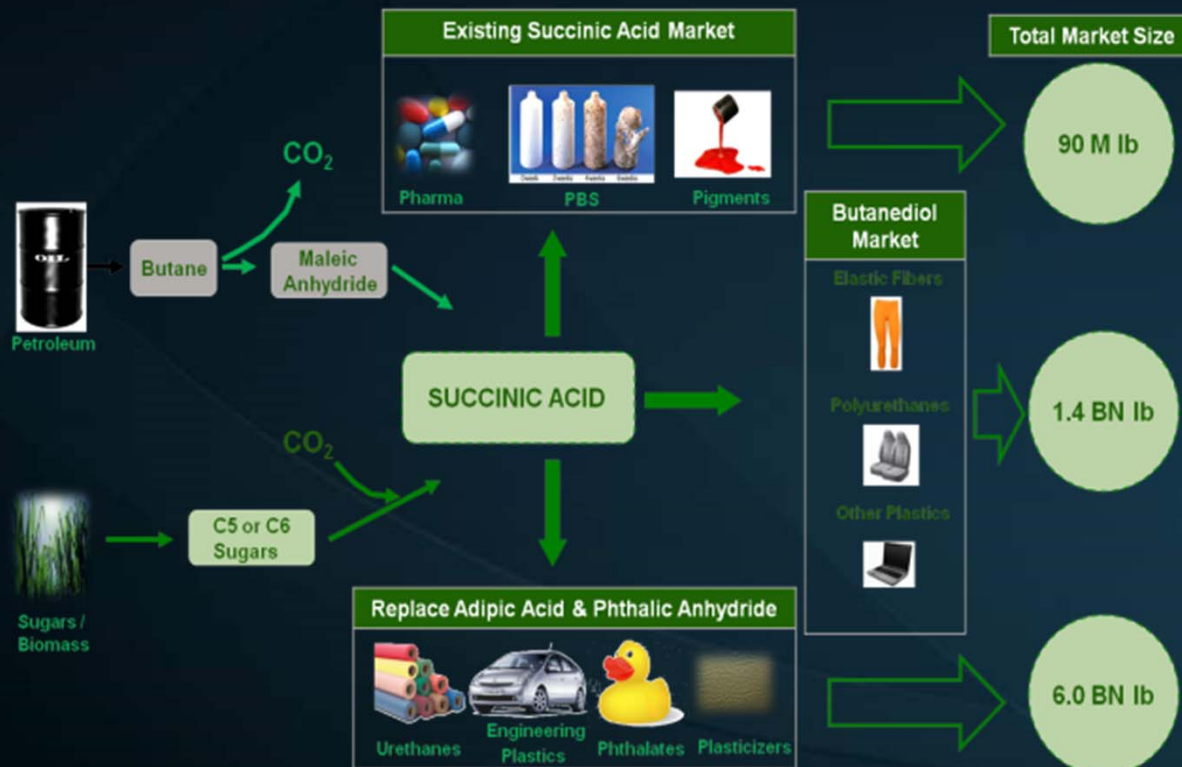 Existing Succinic Acid Market
Total Market Size
Pharma
PBS
Pigments
90 M lb
CO₂
OIL
Petroleum
Butane
Maleic
Anhydride
Butanediol
Market
Elastic Fibers
Polyurethanes
Other Plastics
1.4 BN lb
SUCCINIC ACID
CO₂
Sugars /
Biomass
C5 or C6
Sugars
Replace Adipic Acid & Phthalic Anhydride
Urethanes
Engineering
Plastics
Phthalates
Plasticizers
6.0 BN lb